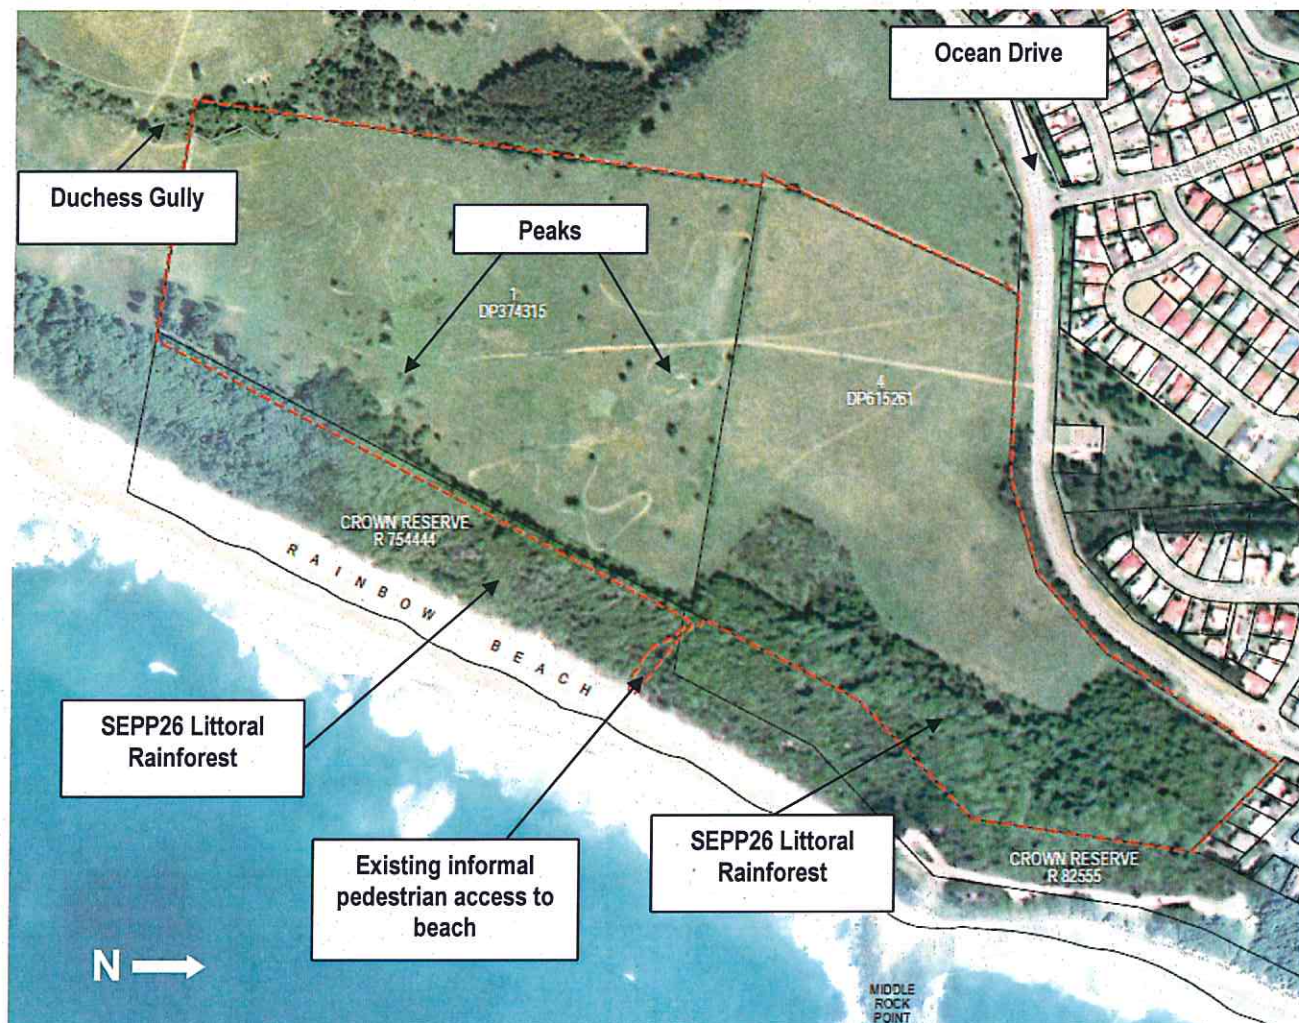 Ocean Drive
Duchess Gully
Peaks
1
DP374315
4
DP615261
CROWN RESERVE
R 754444
RAINBOW BEACH
SEPP26 Littoral
Rainforest
Existing informal
pedestrian access to
beach
SEPP26 Littoral
Rainforest
CROWN RESERVE
R 82555
N
MIDDLE
ROCK
POINT